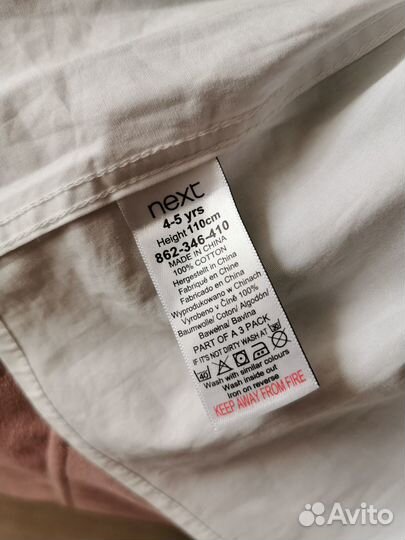 next
4-5 yrs
Height 110cm
862-346-410
MADE IN CHINA
100% COTTON
Hergestellt in China
Fabriqué en Chine
Fabricado en China
Wyprodukowano w Chinach
Vyrobeno v Číně 100%
Baumwolle/ Coton/ Algodón/
Bawełna/ Bavlna
PART OF A 3 PACK
IF IT'S NOT DIRTY WASH AT 30
40
Wash with similar colours
Wash inside out
Iron on reverse
KEEP AWAY FROM FIRE
Avito